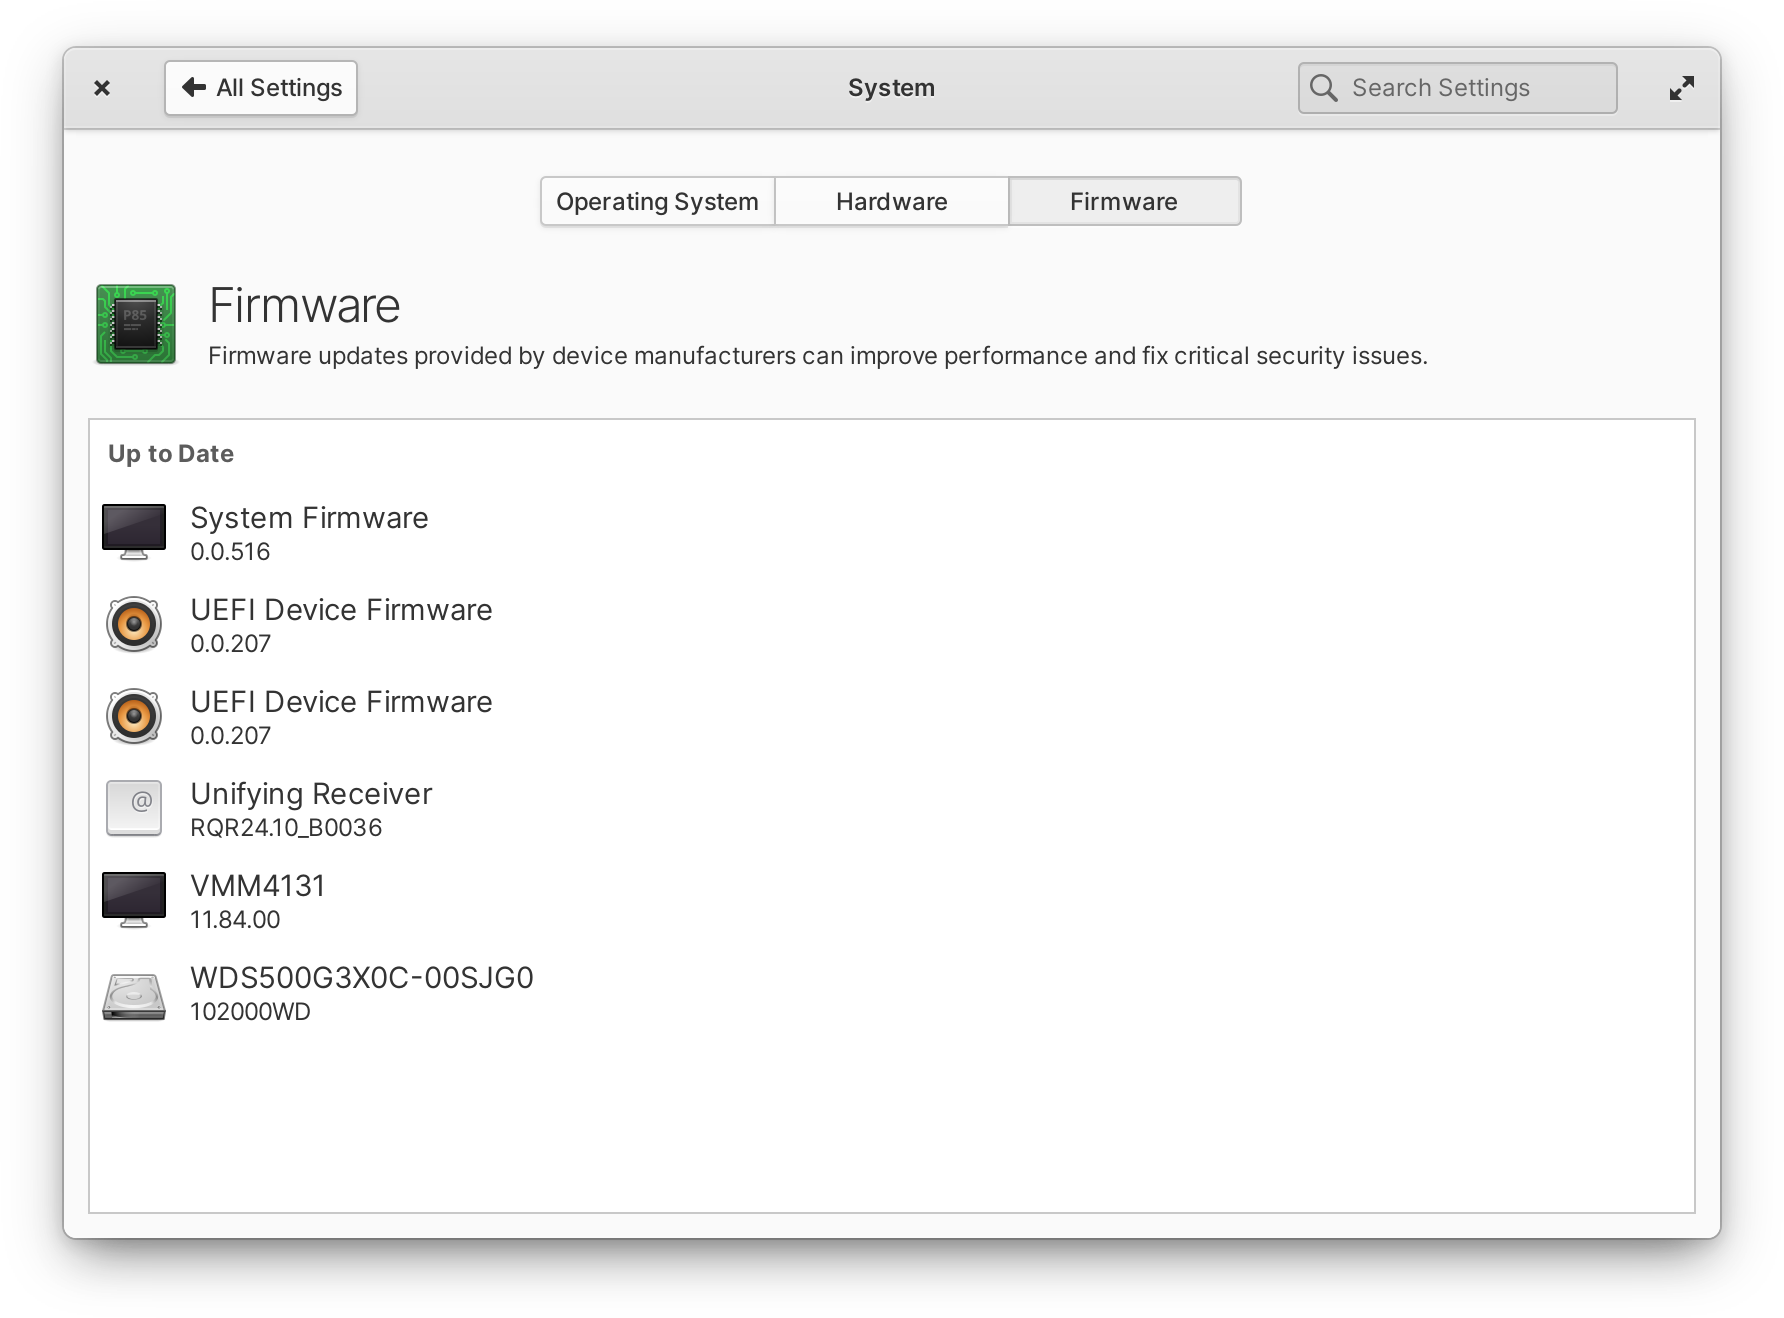 All Settings
System
Search Settings
Operating System
Hardware
Firmware
P85
Firmware
Firmware updates provided by device manufacturers can improve performance and fix critical security issues.
Up to Date
System Firmware
0.0.516
UEFI Device Firmware
0.0.207
UEFI Device Firmware
0.0.207
@
Unifying Receiver
RQR24.10_B0036
VMM4131
11.84.00
WDS500G3X0C-00SJG0
102000WD